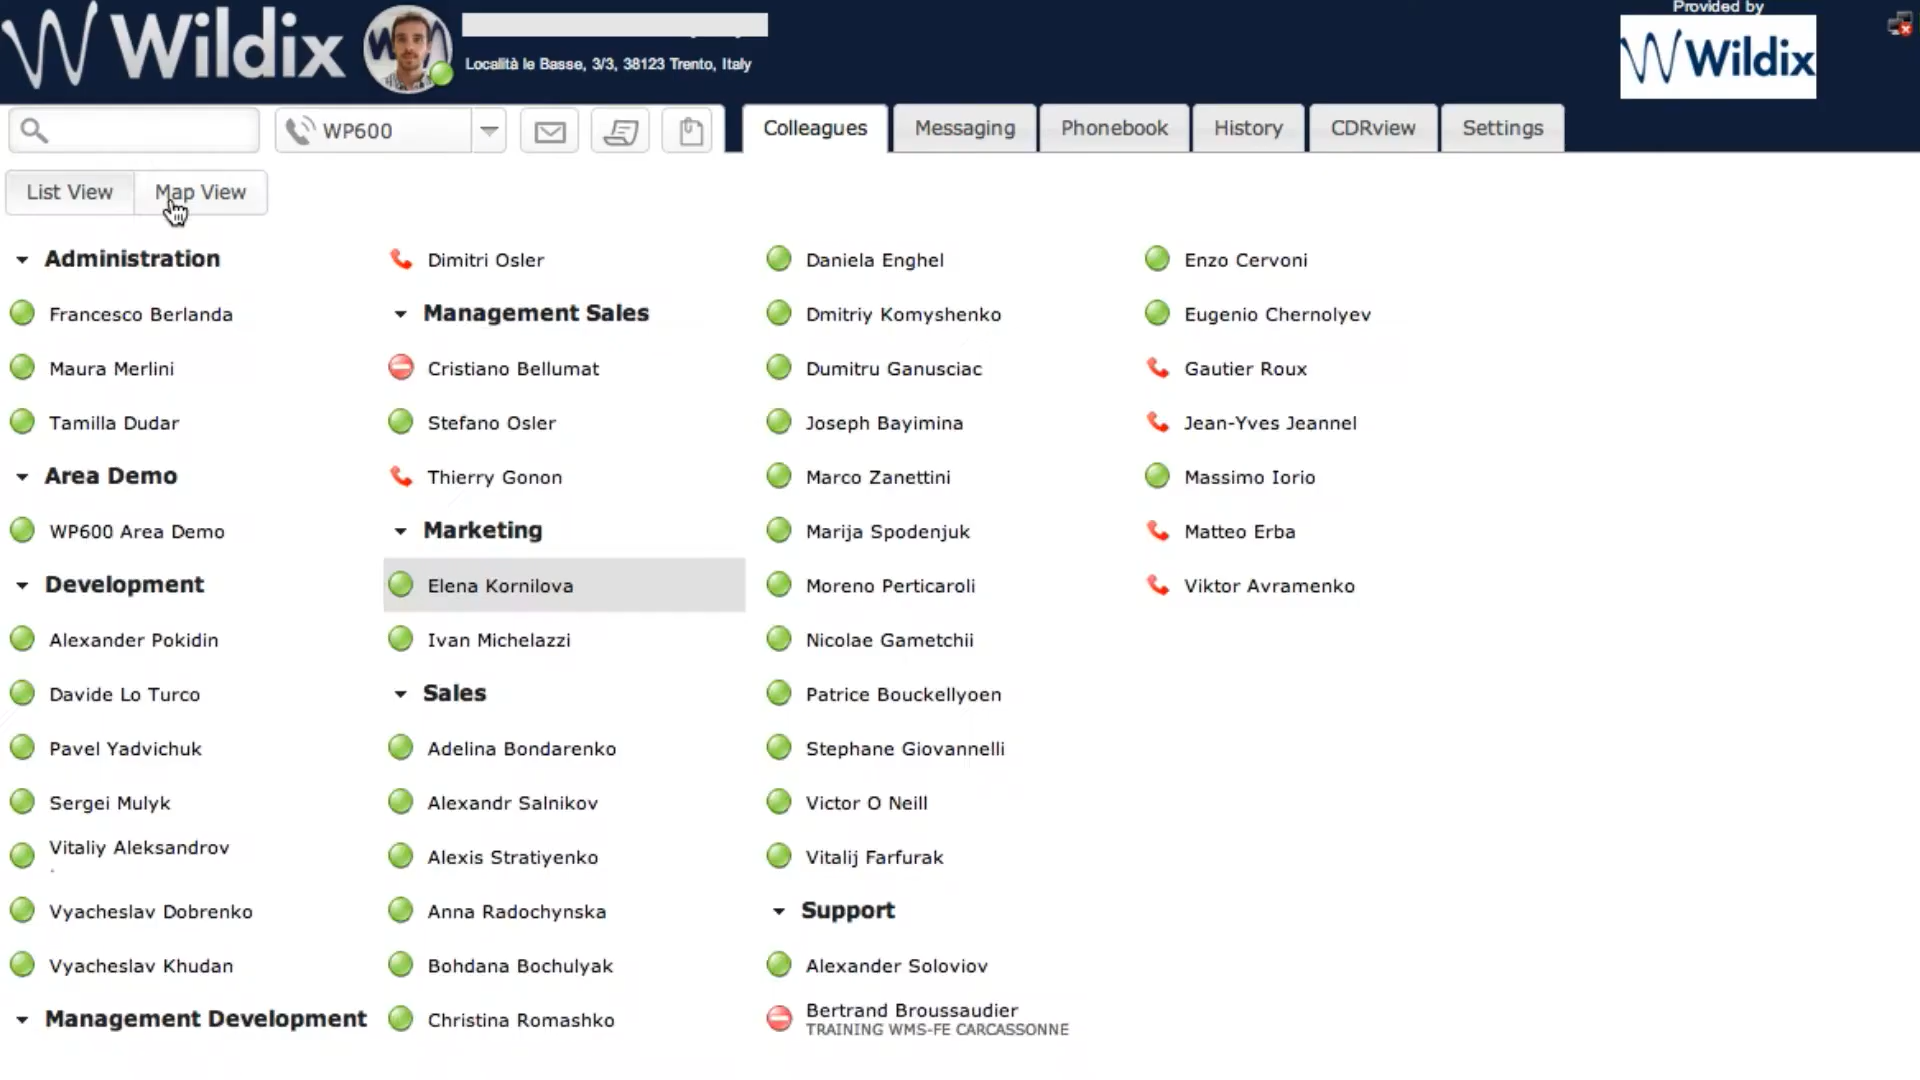 Wildix
Località le Basse, 3/3, 38123 Trento, Italy
Provided by
Wildix
WP600
Colleagues
Messaging
Phonebook
History
CDRview
Settings
List View
Map View
Administration
Francesco Berlanda
Maura Merlini
Tamilla Dudar
Area Demo
WP600 Area Demo
Development
Alexander Pokidin
Davide Lo Turco
Pavel Yadvichuk
Sergei Mulyk
Vitaliy Aleksandrov
.
Vyacheslav Dobrenko
Vyacheslav Khudan
Management Development
Dimitri Osler
Management Sales
Cristiano Bellumat
Stefano Osler
Thierry Gonon
Marketing
Elena Kornilova
Ivan Michelazzi
Sales
Adelina Bondarenko
Alexandr Salnikov
Alexis Stratiyenko
Anna Radochynska
Bohdana Bochulyak
Christina Romashko
Daniela Enghel
Dmitriy Komyshenko
Dumitru Ganusciac
Joseph Bayimina
Marco Zanettini
Marija Spodenjuk
Moreno Perticaroli
Nicolae Gametchii
Patrice Bouckellyoen
Stephane Giovannelli
Victor O Neill
Vitalij Farfurak
Support
Alexander Soloviov
Bertrand Broussaudier
TRAINING WMS-FE CARCASSONNE
Enzo Cervoni
Eugenio Chernolyev
Gautier Roux
Jean-Yves Jeannel
Massimo Iorio
Matteo Erba
Viktor Avramenko